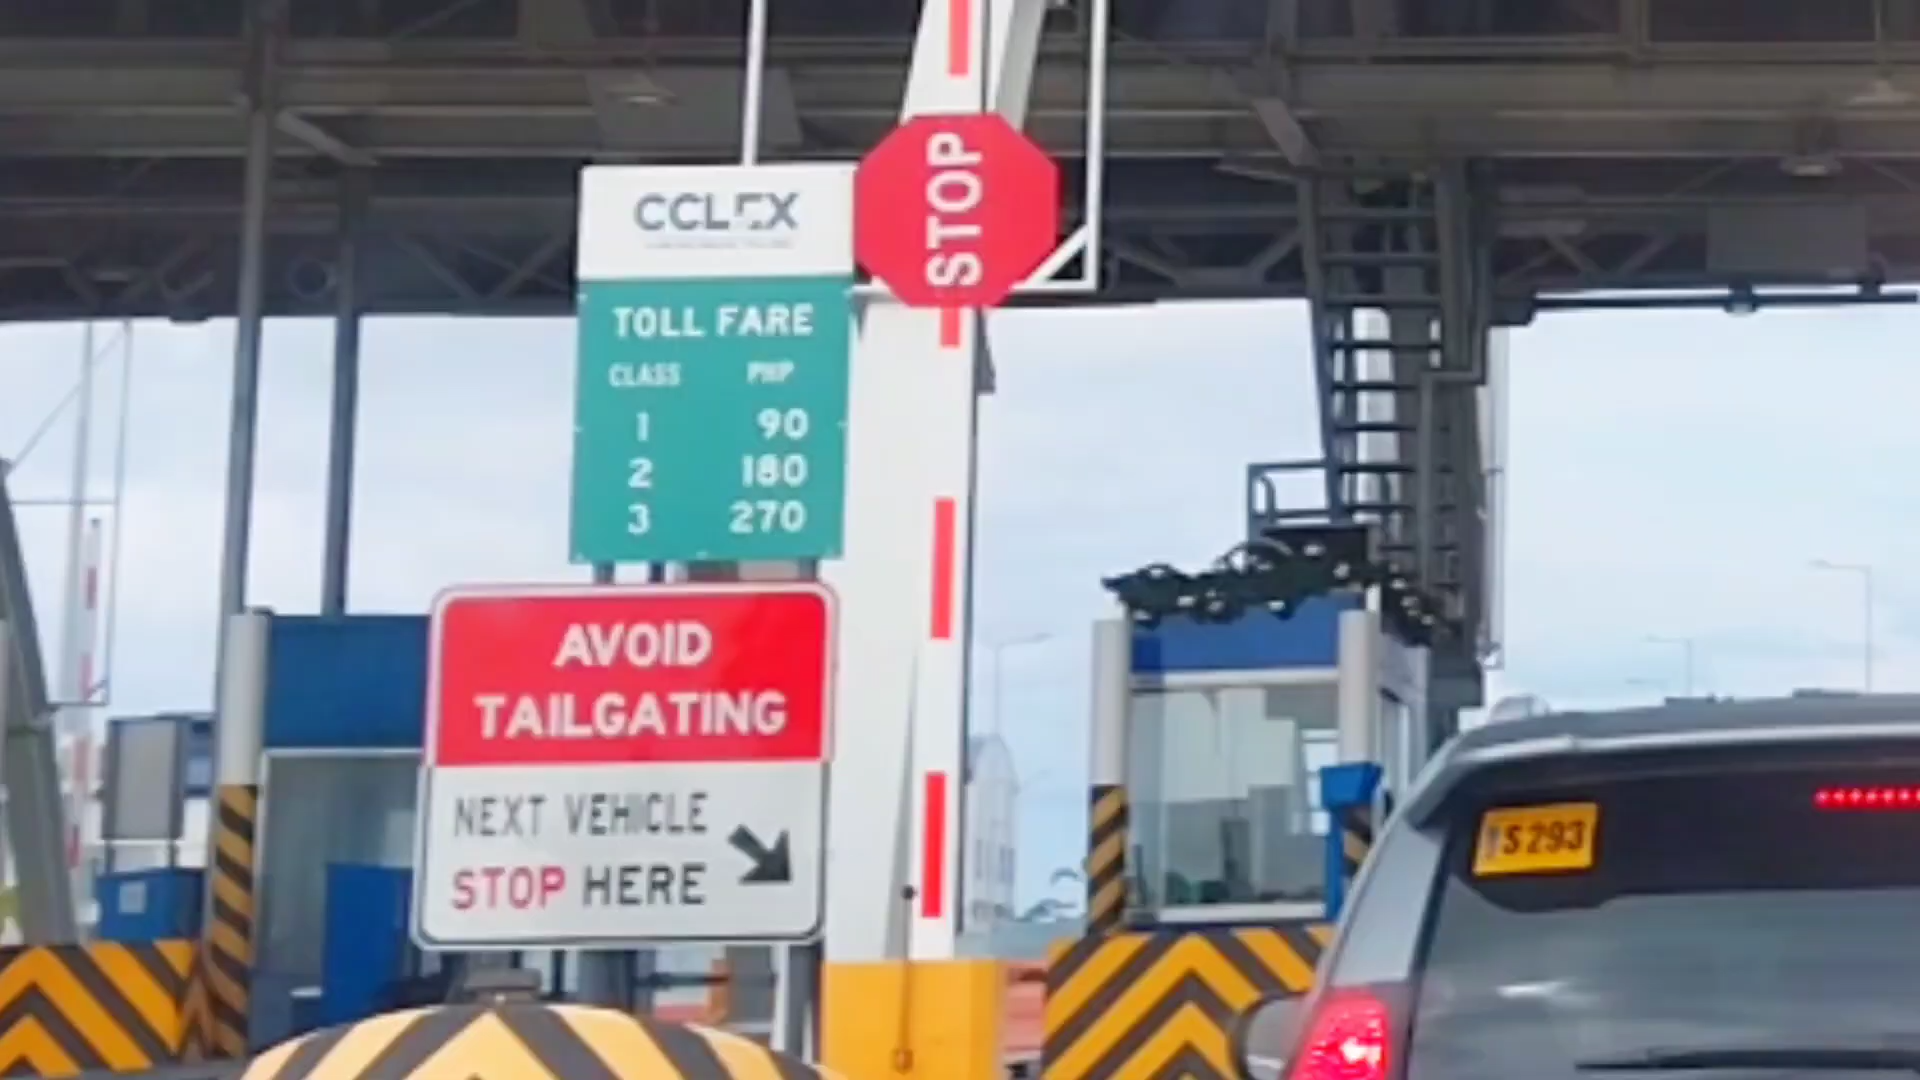 CCLEX
STOP
TOLL FARE
CLASS PHP
1 90
2 180
3 270
AVOID
TAILGATING
NEXT VEHICLE
STOP HERE
S 293